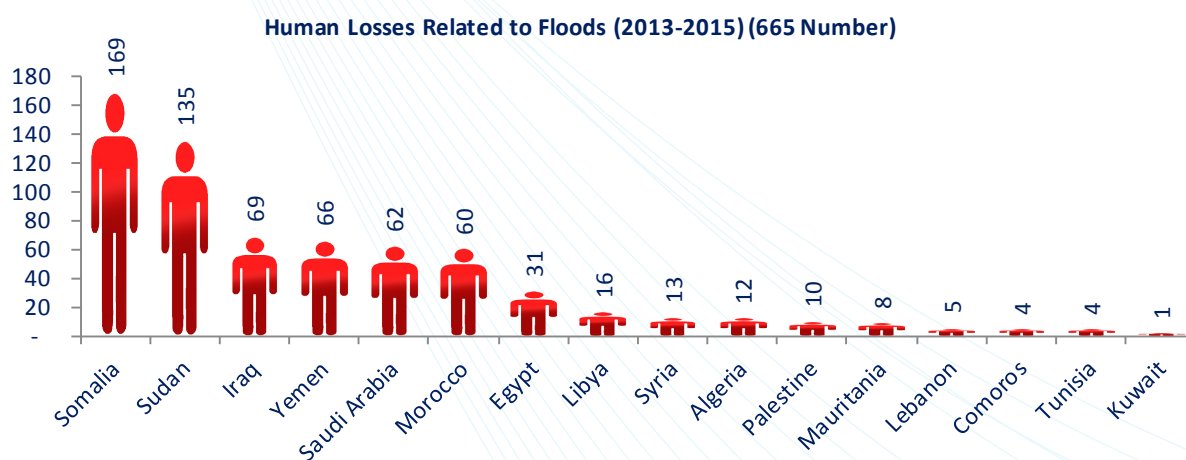 Human Losses Related to Floods (2013-2015) (665 Number)
180
160
140
120
100
80
60
40
20
-
169
135
69
66
62
60
31
16
13
12
10
8
5
4
4
1
Somalia
Sudan
Iraq
Yemen
Saudi Arabia
Morocco
Egypt
Libya
Syria
Algeria
Palestine
Mauritania
Lebanon
Comoros
Tunisia
Kuwait